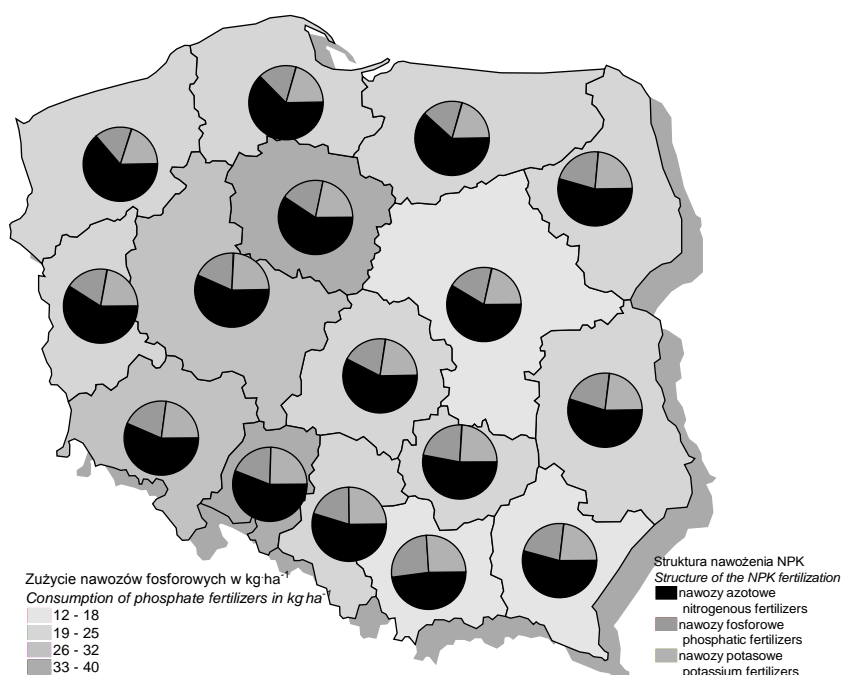 Zużycie nawozów fosforowych w kg·ha⁻¹
Consumption of phosphate fertilizers in kg·ha⁻¹
12 - 18
19 - 25
26 - 32
33 - 40
Struktura nawożenia NPK
Structure of the NPK fertilization
nawozy azotowe
nitrogenous fertilizers
nawozy fosforowe
phosphatic fertilizers
nawozy potasowe
potassium fertilizers